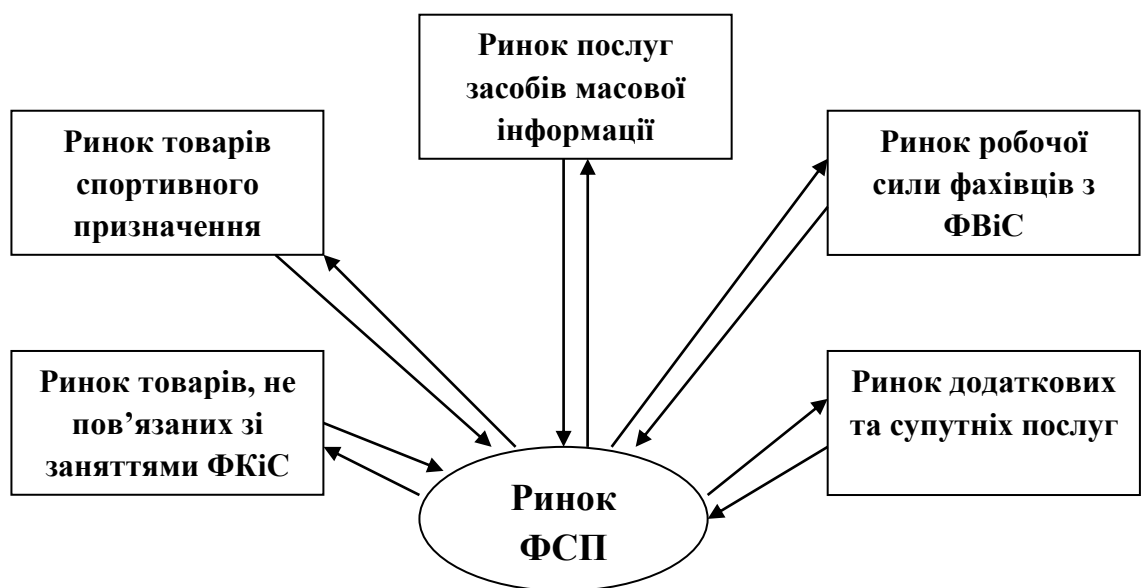 Ринок послуг
засобів масової
інформації
Ринок товарів
спортивного
призначення
Ринок робочої
сили фахівців з
ФВіС
Ринок товарів, не
пов’язаних зі
заняттями ФКіС
Ринок додаткових
та супутніх послуг
Ринок
ФСП